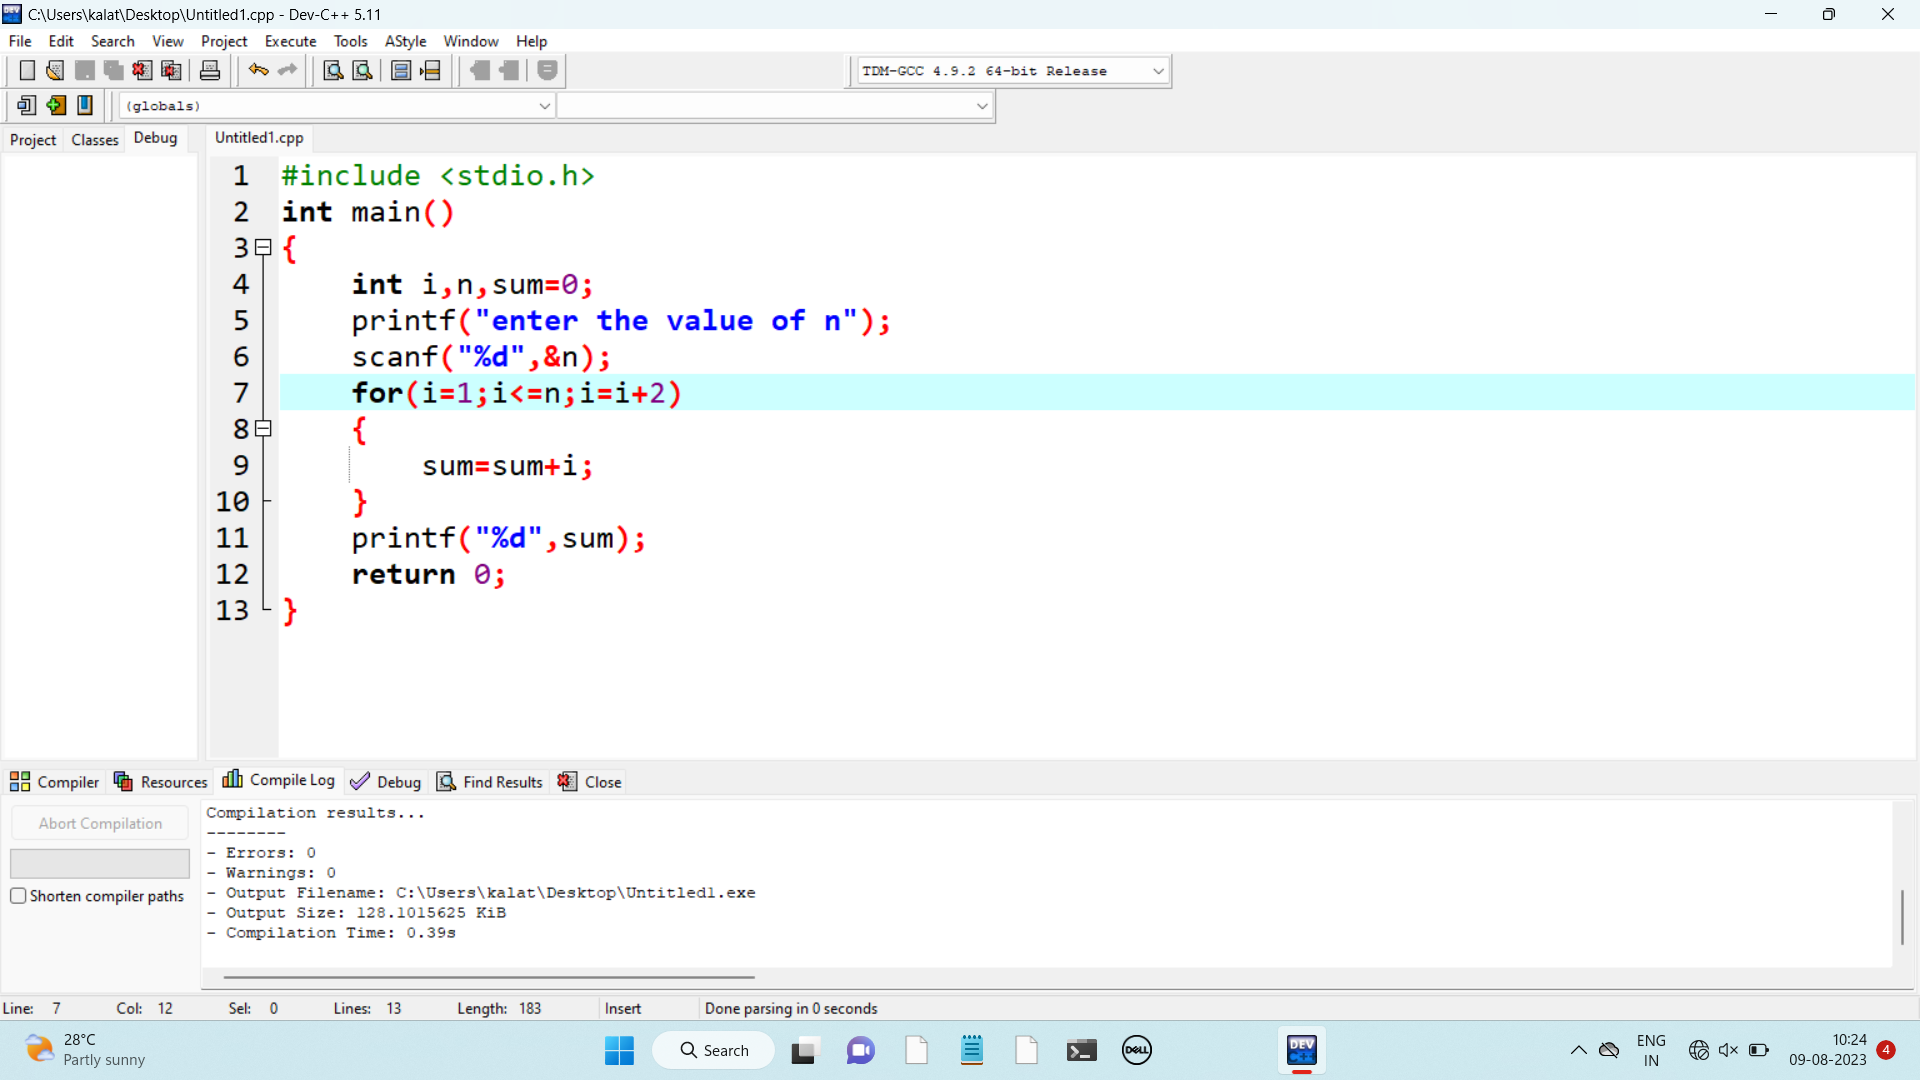 C:\Users\kalat\Desktop\Untitled1.cpp - Dev-C++ 5.11
File Edit Search View Project Execute Tools AStyle Window Help
TDM-GCC 4.9.2 64-bit Release
(globals)
Project Classes Debug Untitled1.cpp
1 #include <stdio.h>
2 int main()
3 {
4 int i,n,sum=0;
5 printf("enter the value of n");
6 scanf("%d",&n);
7 for(i=1;i<=n;i=i+2)
8 {
9 sum=sum+i;
10 }
11 printf("%d",sum);
12 return 0;
13 }
Compiler Resources Compile Log Debug Find Results Close
Abort Compilation
Shorten compiler paths
Compilation results...
--------
- Errors: 0
- Warnings: 0
- Output Filename: C:\Users\kalat\Desktop\Untitled1.exe
- Output Size: 128.1015625 KiB
- Compilation Time: 0.39s
Line: 7 Col: 12 Sel: 0 Lines: 13 Length: 183 Insert Done parsing in 0 seconds
28°C
Partly sunny
Search
DELL
DEV
C++
ENG
IN
10:24
09-08-2023
4